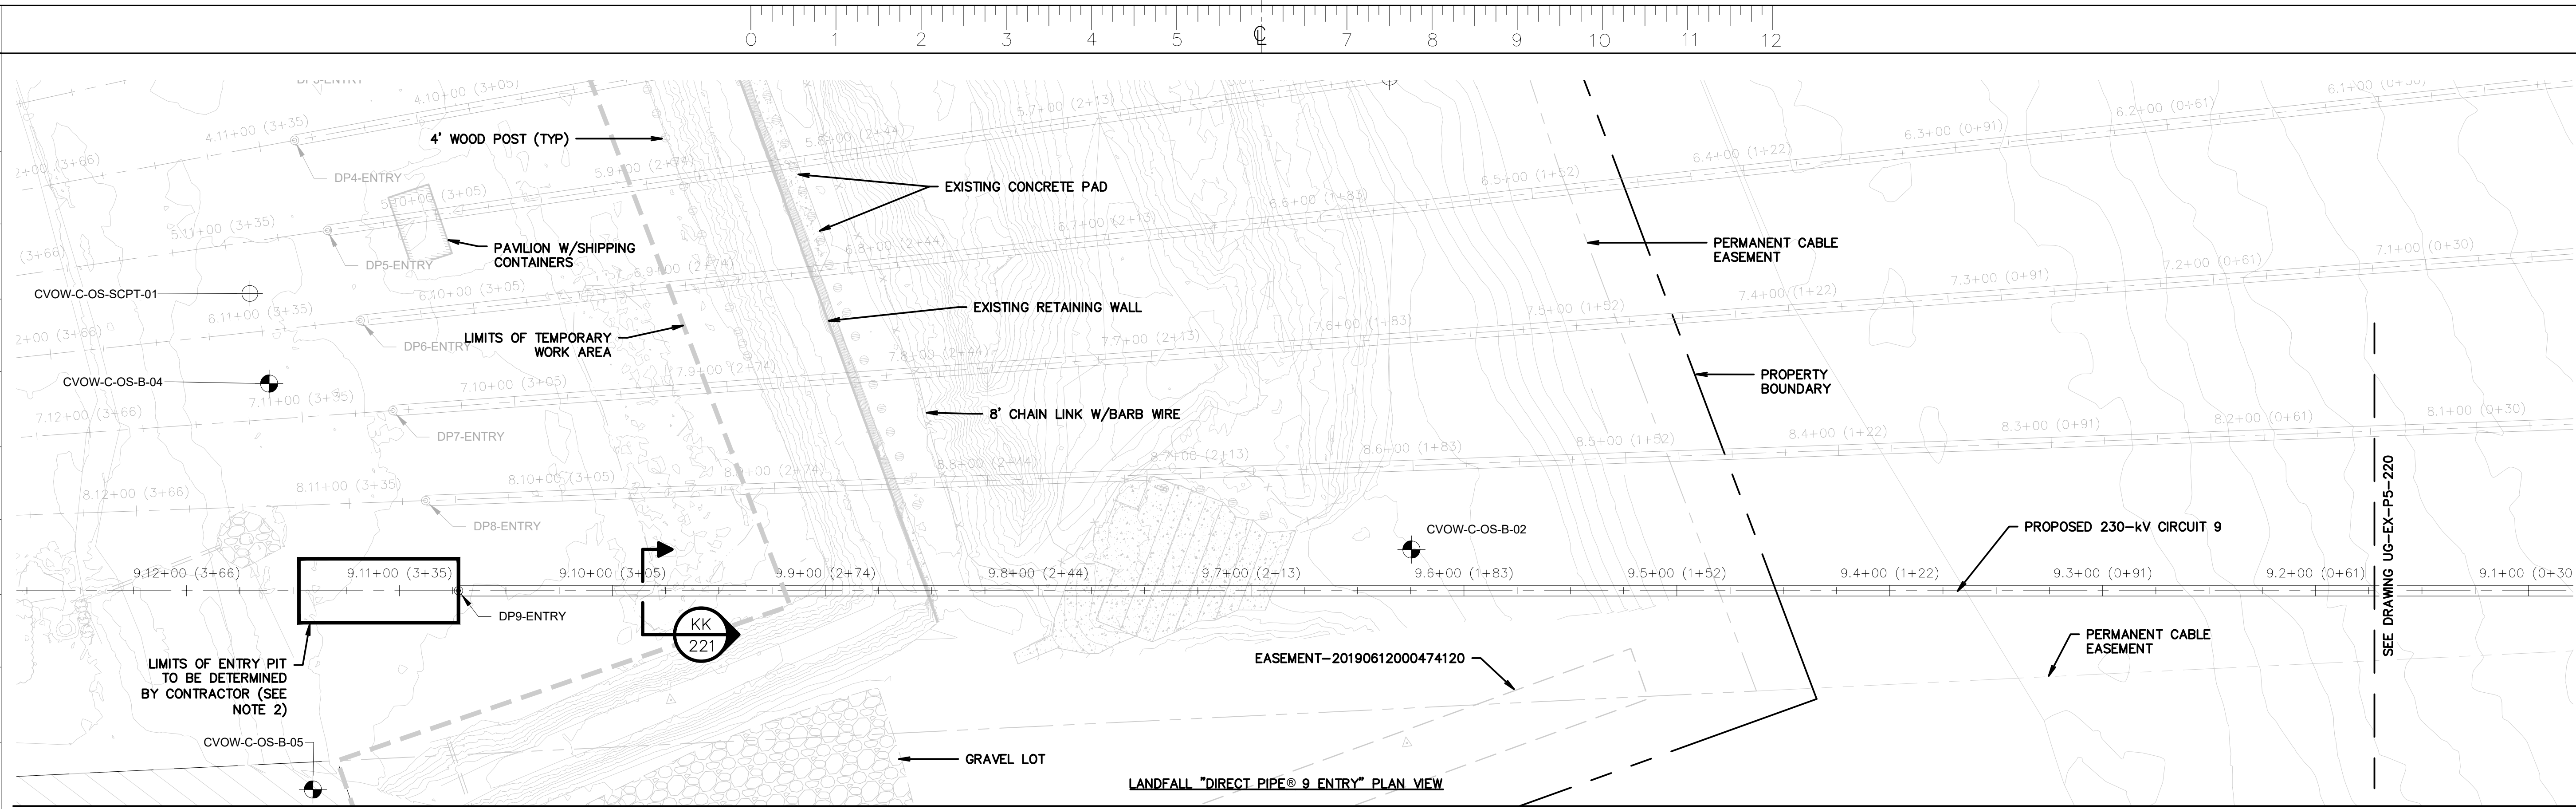 0 1 2 3 4 5 ℄ 7 8 9 10 11 12
4.10+00 (3+05)
5.7+00 (2+13)
6.2+00 (0+61)
4.11+00 (3+35)
4' WOOD POST (TYP)
5.8+00 (2+44)
6.3+00 (0+91)
6.4+00 (1+22)
DP4-ENTRY
5.9+00 (2+74)
EXISTING CONCRETE PAD
6.5+00 (1+52)
5.10+00 (3+05)
6.6+00 (1+83)
5.11+00 (3+35)
6.7+00 (2+13)
PAVILION W/SHIPPING
CONTAINERS
6.8+00 (2+44)
PERMANENT CABLE
EASEMENT
7.1+00 (0+30)
(3+66)
DP5-ENTRY
6.9+00 (2+74)
7.2+00 (0+61)
7.3+00 (0+91)
CVOW-C-OS-SCPT-01
6.10+00 (3+05)
7.4+00 (1+22)
EXISTING RETAINING WALL
7.5+00 (1+52)
6.11+00 (3+35)
7.6+00 (1+83)
2+00 (3+66)
LIMITS OF TEMPORARY
WORK AREA
DP6-ENTRY
7.7+00 (2+13)
7.8+00 (2+44)
7.9+00 (2+74)
CVOW-C-OS-B-04
7.10+00 (3+05)
PROPERTY
BOUNDARY
7.11+00 (3+35)
7.12+00 (3+66)
8' CHAIN LINK W/BARB WIRE
8.1+00 (0+30)
8.2+00 (0+61)
8.3+00 (0+91)
8.4+00 (1+22)
DP7-ENTRY
8.5+00 (1+52)
8.6+00 (1+83)
8.7+00 (2+13)
8.8+00 (2+44)
8.9+00 (2+74)
8.10+00 (3+05)
8.11+00 (3+35)
8.12+00 (3+66)
DP8-ENTRY
CVOW-C-OS-B-02
PROPOSED 230-kV CIRCUIT 9
SEE DRAWING UG-EX-P5-220
9.12+00 (3+66) 9.11+00 (3+35) 9.10+00 (3+05) 9.9+00 (2+74) 9.8+00 (2+44) 9.7+00 (2+13) 9.6+00 (1+83) 9.5+00 (1+52) 9.4+00 (1+22) 9.3+00 (0+91) 9.2+00 (0+61) 9.1+00 (0+30
DP9-ENTRY
KK
221
PERMANENT CABLE
EASEMENT
LIMITS OF ENTRY PIT
TO BE DETERMINED
BY CONTRACTOR (SEE
NOTE 2)
EASEMENT-20190612000474120
CVOW-C-OS-B-05
GRAVEL LOT
LANDFALL "DIRECT PIPE® 9 ENTRY" PLAN VIEW